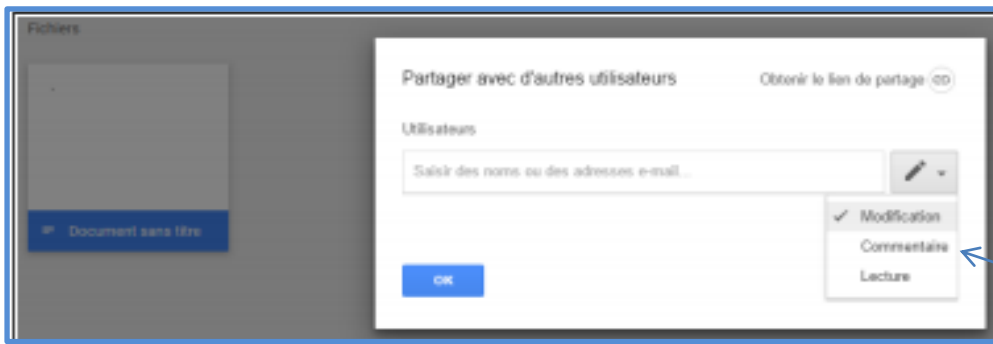 Fichiers
Partager avec d'autres utilisateurs
Obtenir le lien de partage
Utilisateurs
Saisir des noms ou des adresses e-mail...
Modification
Document sans titre
Commentaire
Lecture
OK